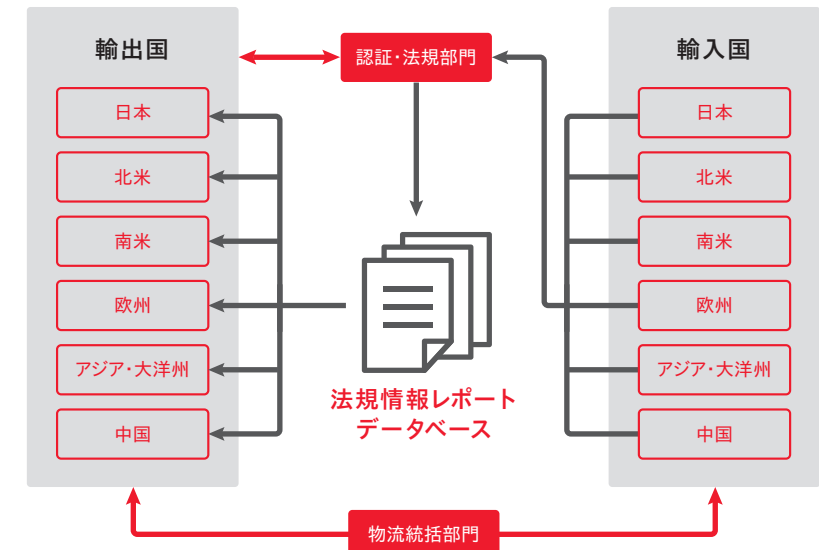 輸出国
認証・法規部門
輸入国
日本
北米
南米
欧州
アジア・大洋州
中国
法規情報レポート
データベース
日本
北米
南米
欧州
アジア・大洋州
中国
物流統括部門